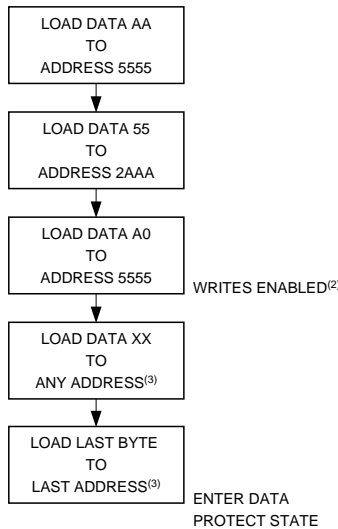 LOAD DATA AA
TO
ADDRESS 5555
LOAD DATA 55
TO
ADDRESS 2AAA
LOAD DATA A0
TO
ADDRESS 5555
WRITES ENABLED(2)
LOAD DATA XX
TO
ANY ADDRESS(3)
LOAD LAST BYTE
TO
LAST ADDRESS(3)
ENTER DATA
PROTECT STATE